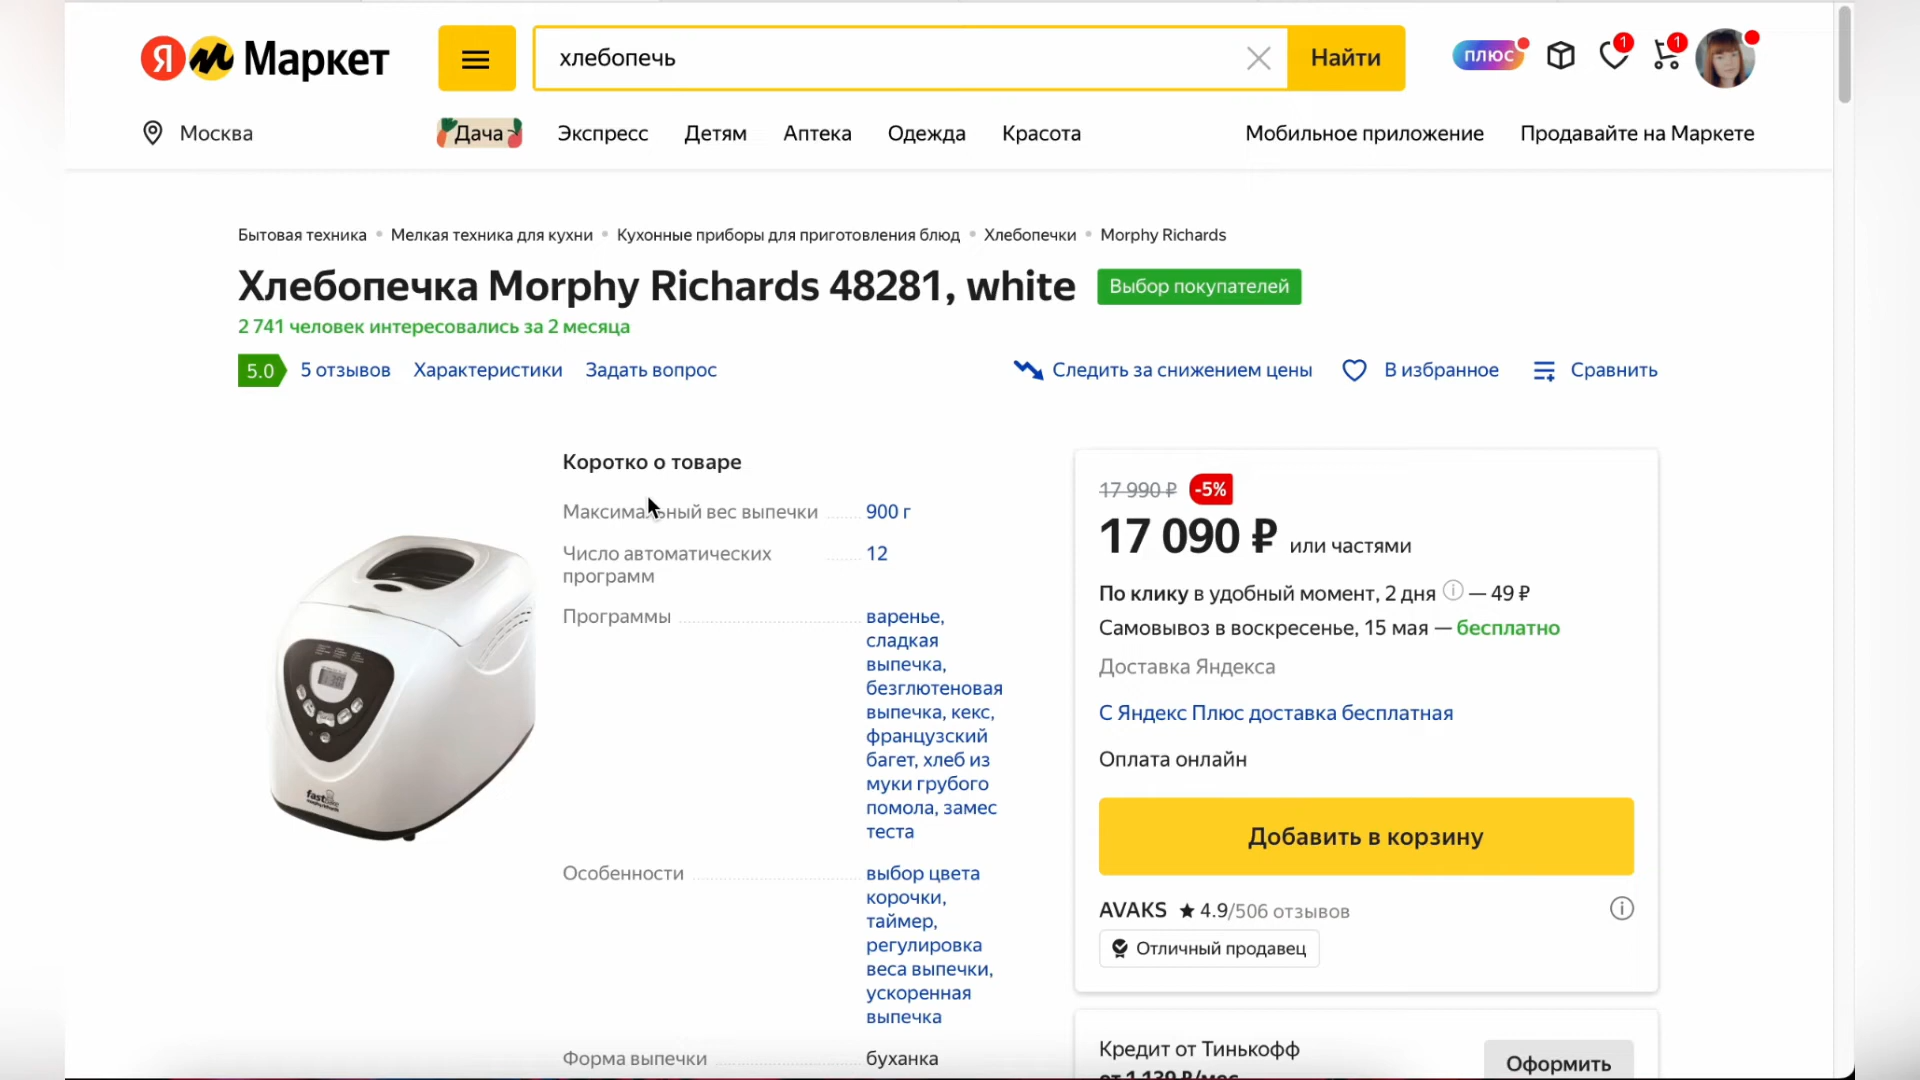 Я Маркет
хлебопечь
Найти
плюс
1
1
Москва
Дача
Экспресс
Детям
Аптека
Одежда
Красота
Мобильное приложение
Продавайте на Маркете
Бытовая техника • Мелкая техника для кухни • Кухонные приборы для приготовления блюд • Хлебопечки • Morphy Richards
Хлебопечка Morphy Richards 48281, white
Выбор покупателей
2 741 человек интересовались за 2 месяца
5.0
5 отзывов
Характеристики
Задать вопрос
Следить за снижением цены
В избранное
Сравнить
Коротко о товаре
Максимальный вес выпечки
900 г
Число автоматических
программ
12
Программы
варенье,
сладкая
выпечка,
безглютеновая
выпечка, кекс,
французский
багет, хлеб из
муки грубого
помола, замес
теста
Особенности
выбор цвета
корочки,
таймер,
регулировка
веса выпечки,
ускоренная
выпечка
Форма выпечки
буханка
17 990 ₽
-5%
17 090 ₽ или частями
По клику в удобный момент, 2 дня — 49 ₽
Самовывоз в воскресенье, 15 мая — бесплатно
Доставка Яндекса
С Яндекс Плюс доставка бесплатная
Оплата онлайн
Добавить в корзину
AVAKS ★ 4.9/506 отзывов
Отличный продавец
Кредит от Тинькофф
от 1 139 ₽/мес
Оформить